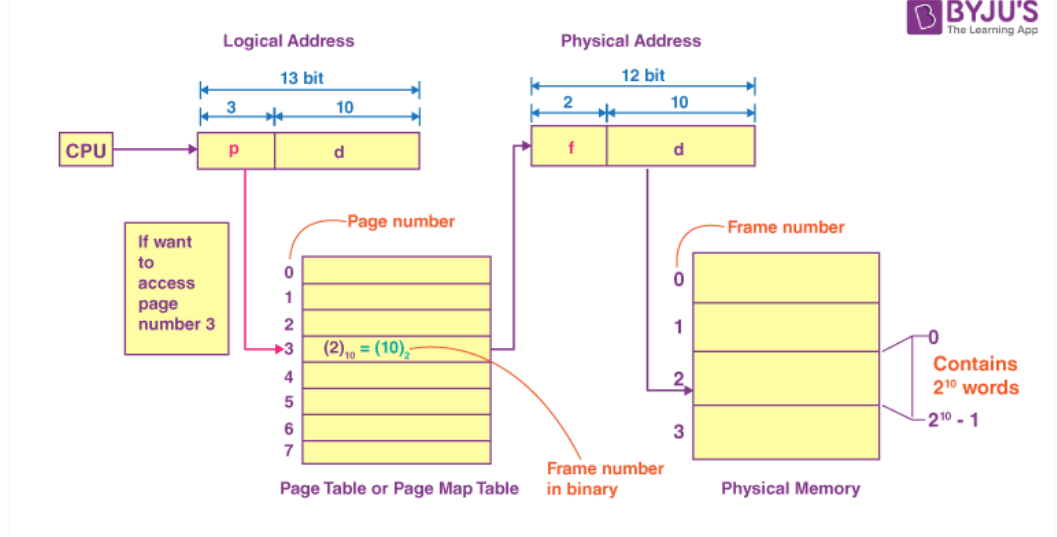 BYJU'S
The Learning App
Logical Address
Physical Address
13 bit
3
10
12 bit
2
10
CPU
p
d
f
d
If want
to
access
page
number 3
Page number
0
1
2
3
4
5
6
7
(2)₁₀ = (10)₂
Frame number
in binary
Page Table or Page Map Table
Frame number
0
1
2
3
0
Contains
2¹⁰ words
2¹⁰ - 1
Physical Memory